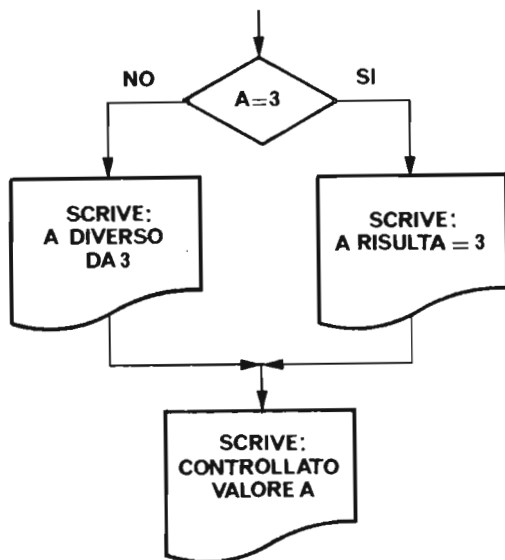 NO
A=3
SI
SCRIVE:
A DIVERSO
DA 3
SCRIVE:
A RISULTA = 3
SCRIVE:
CONTROLLATO
VALORE A